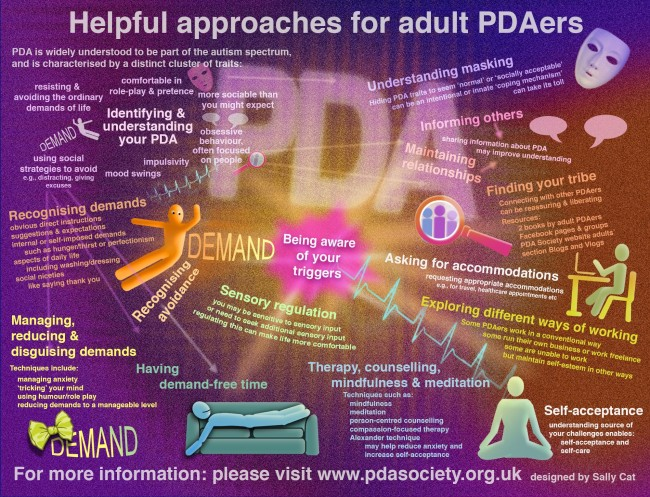 Helpful approaches for adult PDAers
PDA is widely understood to be part of the autism spectrum,
and is characterised by a distinct cluster of traits:
resisting &
avoiding the ordinary
demands of life
comfortable in
role-play & pretence
more sociable than
you might expect
Identifying &
understanding
your PDA
DEMAND
obsessive
behaviour,
often focused
on people
using social
strategies to avoid
e.g., distracting, giving
excuses
impulsivity
mood swings
PDA
Understanding masking
Hiding PDA traits to seem 'normal' or 'socially acceptable'
can be an intentional or innate 'coping mechanism'
can take its toll
Informing others
sharing information about PDA
may improve understanding
Maintaining
relationships
Finding your tribe
Connecting with other PDAers
can be reassuring & liberating
Resources:
2 books by adult PDAers
Facebook pages & groups
PDA Society website adults
section Blogs and Vlogs
Recognising demands
obvious direct instructions
suggestions & expectations
internal or self-imposed demands
such as hunger/thirst or perfectionism
aspects of daily life
including washing/dressing
social niceties
like saying thank you
DEMAND
Recognising
avoidance
Being aware
of your
triggers
Asking for accommodations
requesting appropriate accommodations
e.g., for travel, healthcare appointments etc
Sensory regulation
you may be sensitive to sensory input
or need to seek additional sensory input
regulating this can make life more comfortable
Exploring different ways of working
Some PDAers work in a conventional way
some run their own business or work freelance
some are unable to work
but maintain self-esteem in other ways
Managing,
reducing &
disguising demands
Techniques include:
managing anxiety
'tricking' your mind
using humour/role play
reducing demands to a manageable level
DEMAND
Having
demand-free time
Therapy, counselling,
mindfulness & meditation
Techniques such as:
mindfulness
meditation
person-centred counselling
compassion-focused therapy
Alexander technique
may help reduce anxiety and
increase self-acceptance
Self-acceptance
understanding source of
your challenges enables:
self-acceptance and
self-care
For more information: please visit www.pdasociety.org.uk
designed by Sally Cat